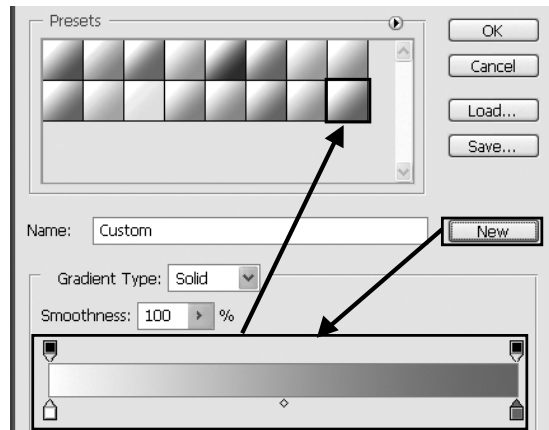 Presets
OK
Cancel
Load...
Save...
Name: Custom
New
Gradient Type: Solid
Smoothness: 100 %